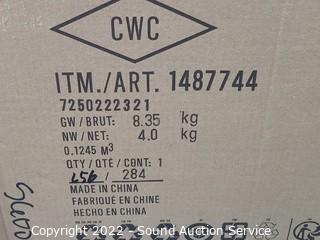 CWC
ITM./ART. 1487744
7250222321
GW/BRUT: 8.35 kg
NW/NET: 4.0 kg
0.1245 M³
QTY/QTÉ/CONT: 1
L56/284
MADE IN CHINA
FABRIQUÉ EN CHINE
HECHO EN CHINA
Copyright 2022 - Sound Auction Service